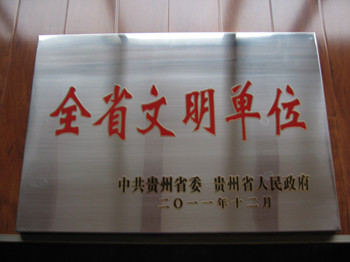 全省文明单位
中共贵州省委 贵州省人民政府
二〇一一年十二月